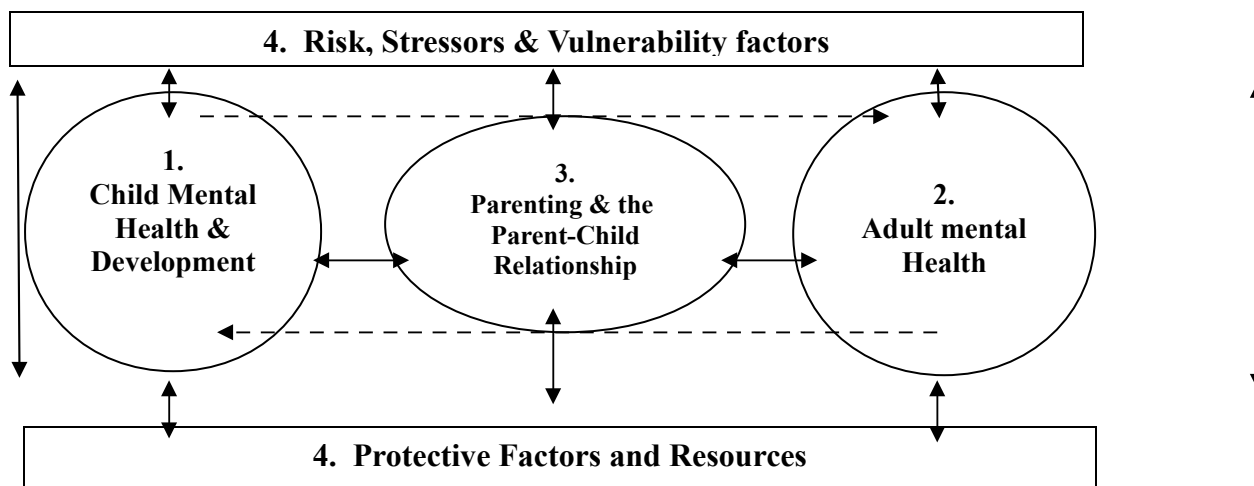 4. Risk, Stressors & Vulnerability factors
1.
Child Mental
Health &
Development
3.
Parenting & the
Parent-Child
Relationship
2.
Adult mental
Health
4. Protective Factors and Resources